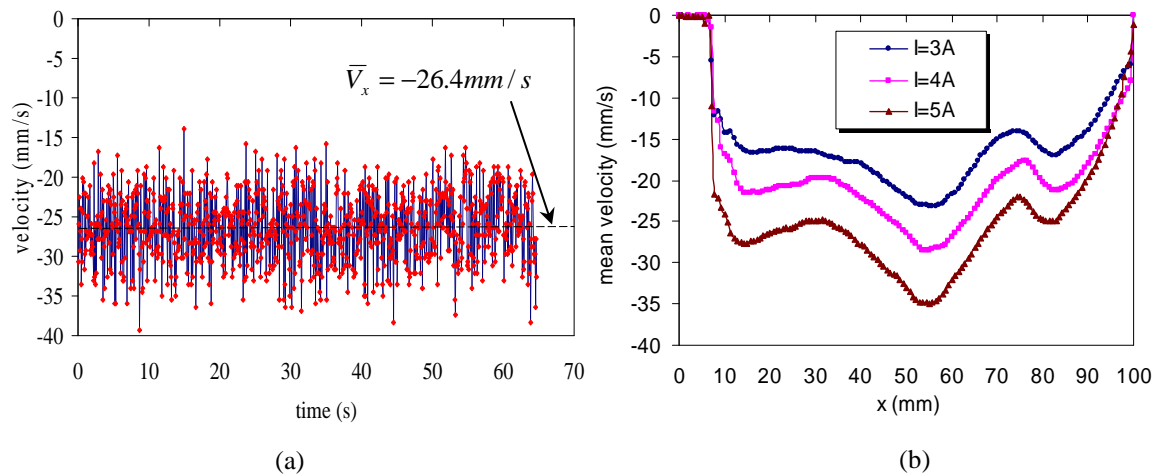 (a)
0
-5
-10
-15
-20
-25
-30
-35
-40
velocity (mm/s)
V̅x = −26.4mm / s
0 10 20 30 40 50 60 70
time (s)
(a)
(b)
0
-5
-10
-15
-20
-25
-30
-35
-40
mean velocity (mm/s)
I=3A
I=4A
I=5A
0 10 20 30 40 50 60 70 80 90 100
x (mm)
(b)